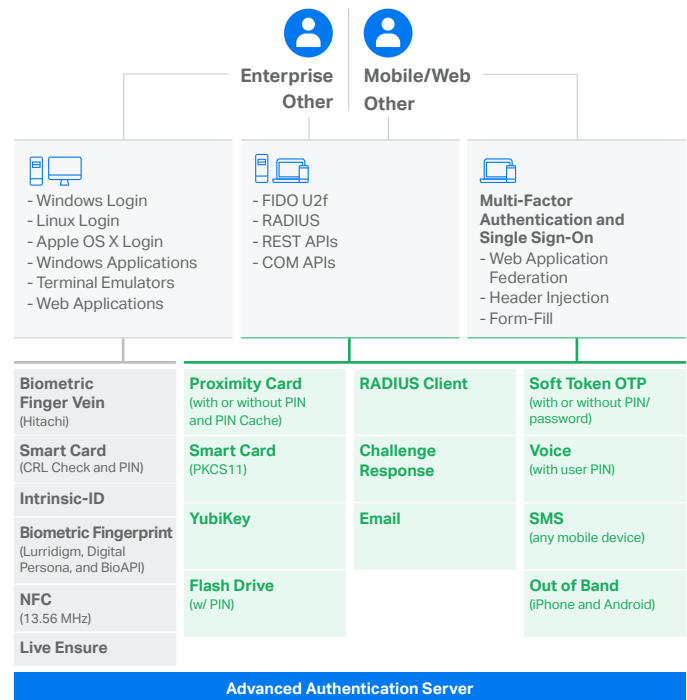 Enterprise
Other
Mobile/Web
Other
- Windows Login
- Linux Login
- Apple OS X Login
- Windows Applications
- Terminal Emulators
- Web Applications
- FIDO U2f
- RADIUS
- REST APIs
- COM APIs
Multi-Factor
Authentication and
Single Sign-On
- Web Application
Federation
- Header Injection
- Form-Fill
Biometric
Finger Vein
(Hitachi)
Smart Card
(CRL Check and PIN)
Intrinsic-ID
Biometric Fingerprint
(Lurridigm, Digital
Persona, and BioAPI)
NFC
(13.56 MHz)
Live Ensure
Proximity Card
(with or without PIN
and PIN Cache)
Smart Card
(PKCS11)
YubiKey
Flash Drive
(w/ PIN)
RADIUS Client
Challenge
Response
Email
Soft Token OTP
(with or without PIN/
password)
Voice
(with user PIN)
SMS
(any mobile device)
Out of Band
(iPhone and Android)
Advanced Authentication Server